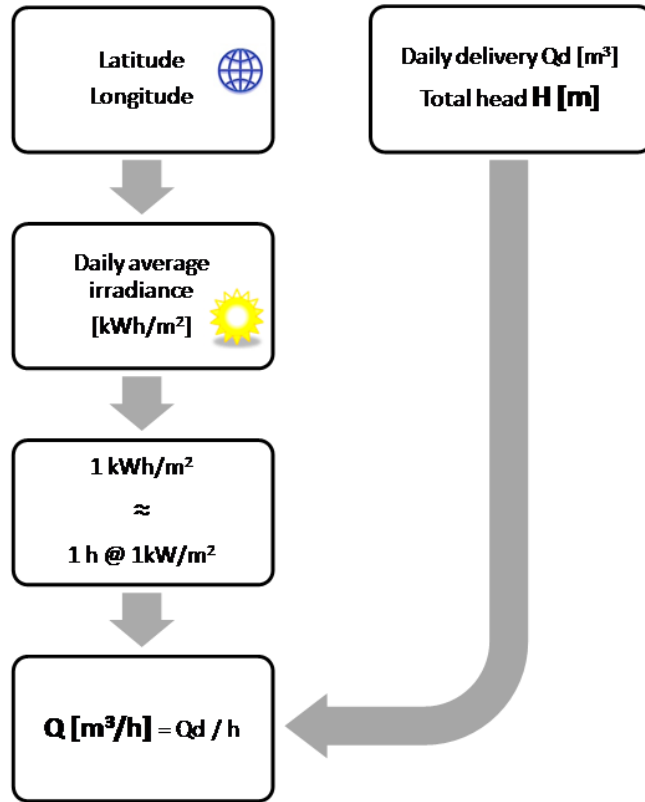 Latitude
Longitude
Daily delivery Qd [m³]
Total head H [m]
Daily average
irradiance
[kWh/m²]
1 kWh/m²
≈
1 h @ 1kW/m²
Q [m³/h] = Qd / h